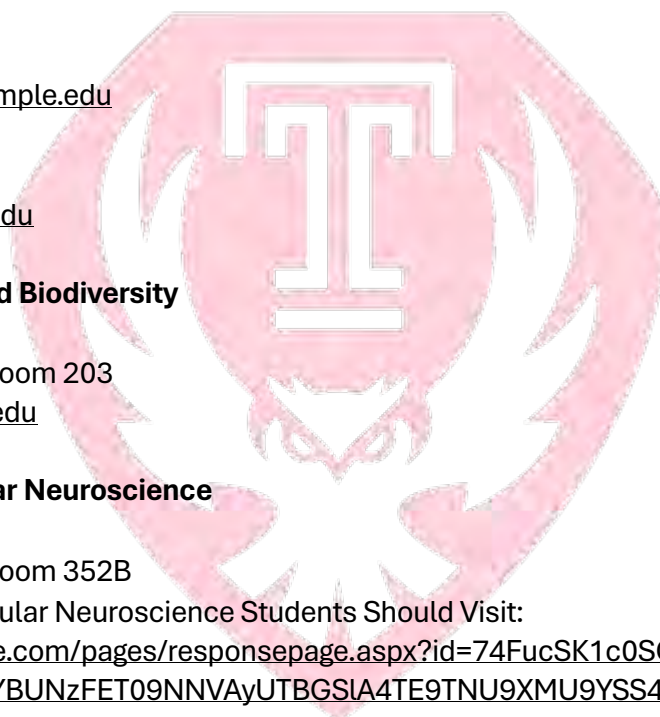 mple.edu
du
d Biodiversity
oom 203
edu
ar Neuroscience
oom 352B
ular Neuroscience Students Should Visit:
e.com/pages/responsepage.aspx?id=74FucSK1c0S
YBUNzFET09NNVAyUTBGSlA4TE9TNU9XMU9YSS4